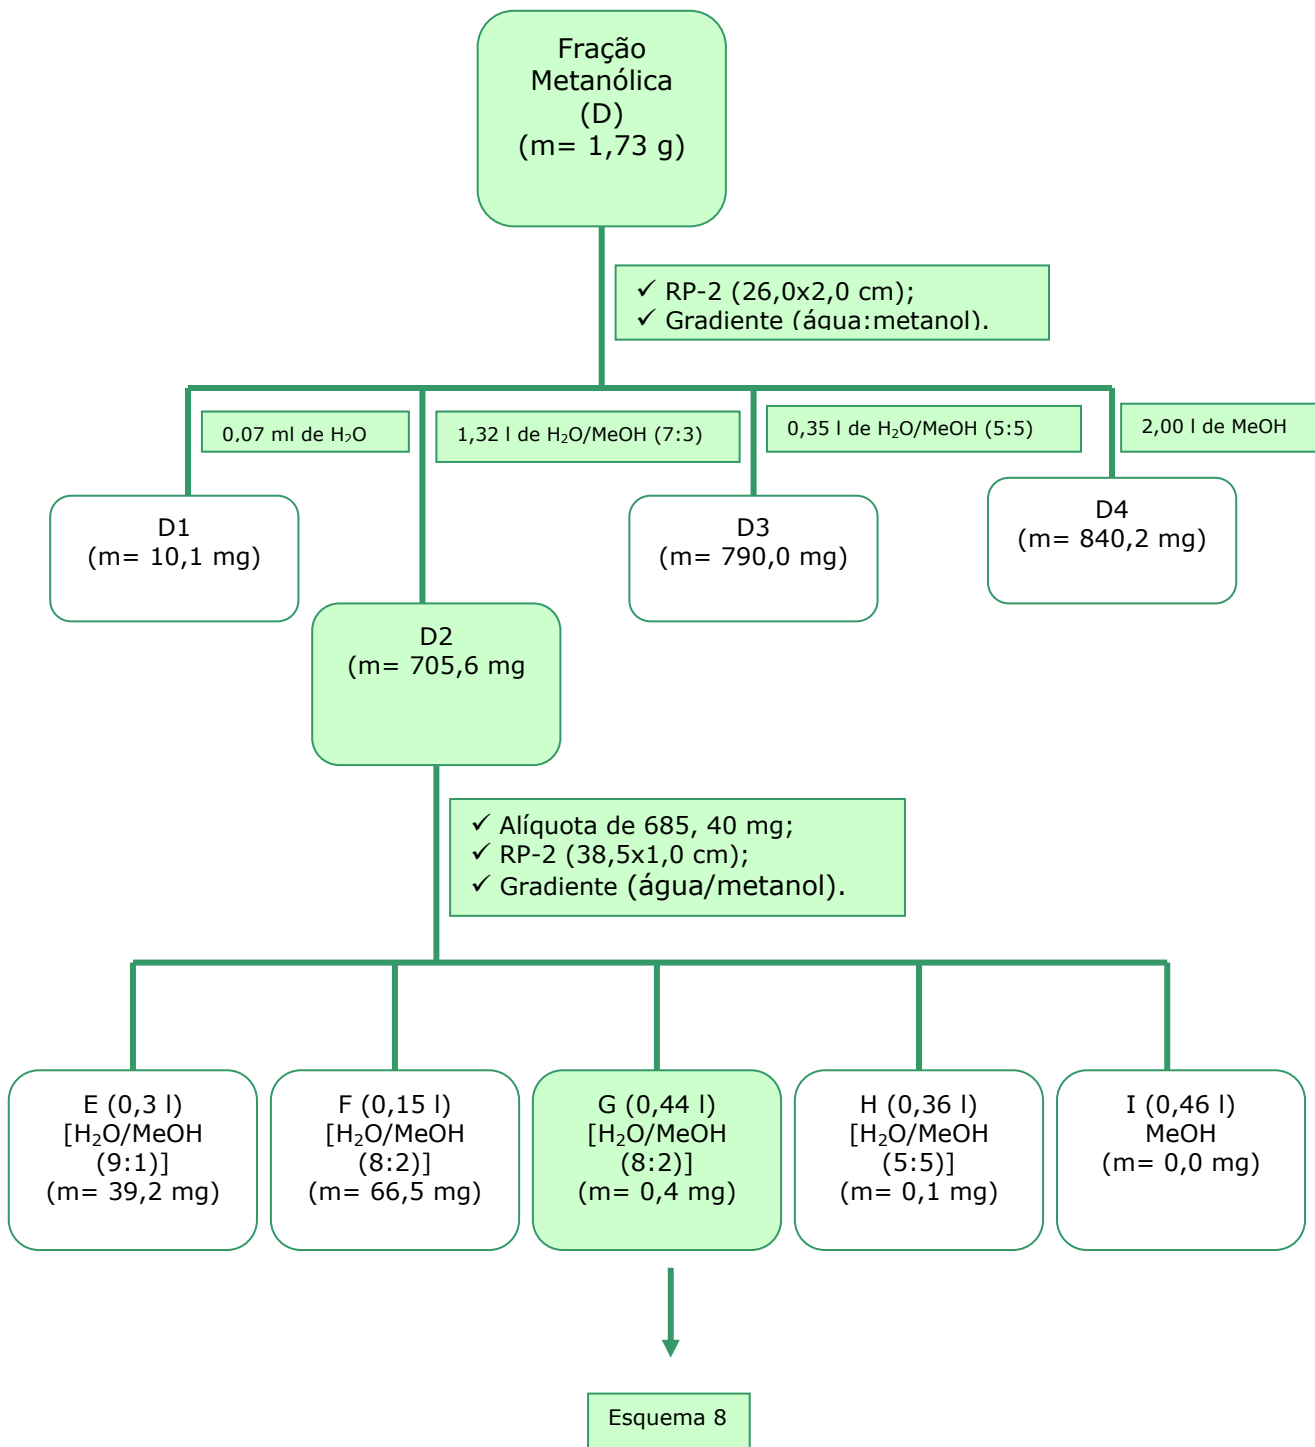 Fração
Metanólica
(D)
(m= 1,73 g)
✓ RP-2 (26,0x2,0 cm);
✓ Gradiente (água:metanol).
0,07 ml de H₂O
1,32 l de H₂O/MeOH (7:3)
0,35 l de H₂O/MeOH (5:5)
2,00 l de MeOH
D1
(m= 10,1 mg)
D3
(m= 790,0 mg)
D4
(m= 840,2 mg)
D2
(m= 705,6 mg
✓ Alíquota de 685, 40 mg;
✓ RP-2 (38,5x1,0 cm);
✓ Gradiente (água/metanol).
E (0,3 l)
[H₂O/MeOH
(9:1)]
(m= 39,2 mg)
F (0,15 l)
[H₂O/MeOH
(8:2)]
(m= 66,5 mg)
G (0,44 l)
[H₂O/MeOH
(8:2)]
(m= 0,4 mg)
H (0,36 l)
[H₂O/MeOH
(5:5)]
(m= 0,1 mg)
I (0,46 l)
MeOH
(m= 0,0 mg)
Esquema 8